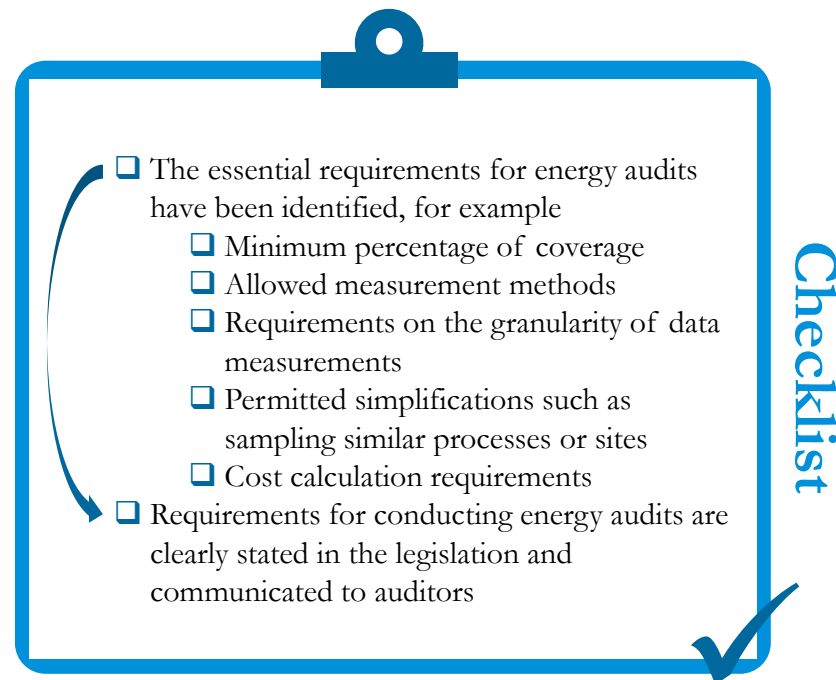 The essential requirements for energy audits
have been identified, for example
Minimum percentage of coverage
Allowed measurement methods
Requirements on the granularity of data
measurements
Permitted simplifications such as
sampling similar processes or sites
Cost calculation requirements
Requirements for conducting energy audits are
clearly stated in the legislation and
communicated to auditors
Checklist